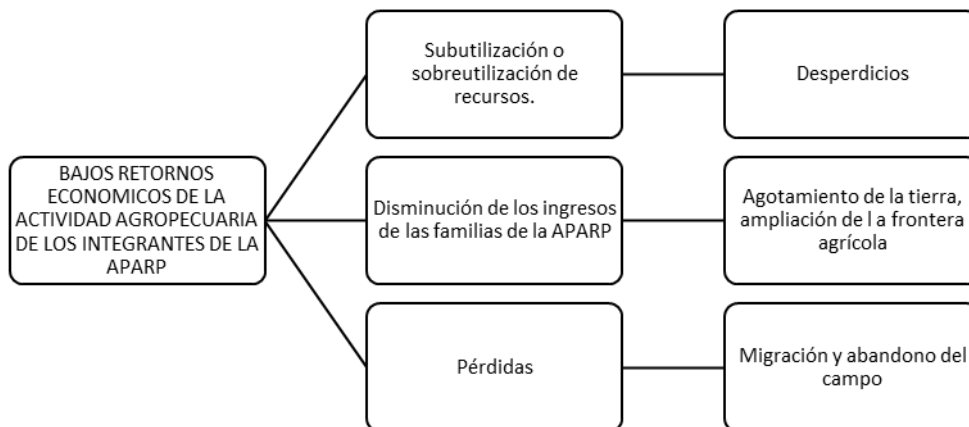 Subutilización o
sobreutilización de
recursos.
Desperdicios
BAJOS RETORNOS
ECONOMICOS DE LA
ACTIVIDAD AGROPECUARIA
DE LOS INTEGRANTES DE LA
APARP
Disminución de los ingresos
de las familias de la APARP
Agotamiento de la tierra,
ampliación de l a frontera
agrícola
Pérdidas
Migración y abandono del
campo